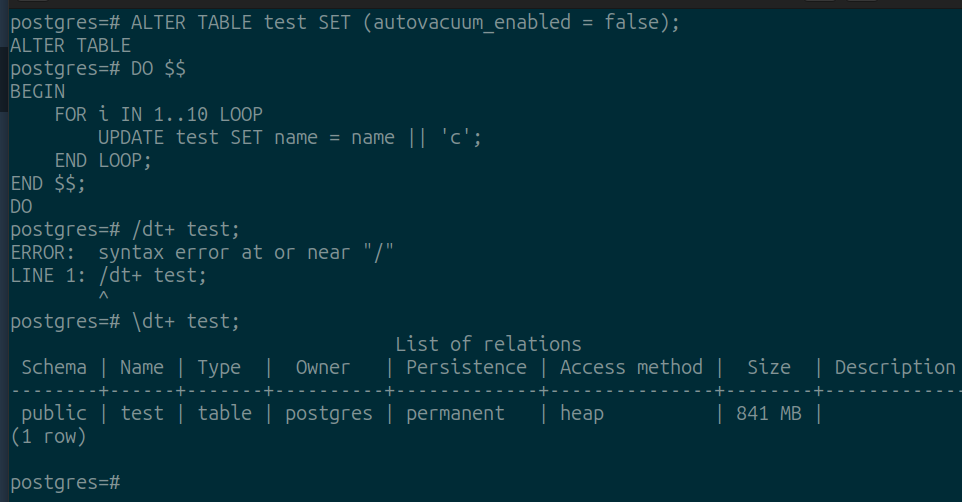 postgres=# ALTER TABLE test SET (autovacuum_enabled = false);
ALTER TABLE
postgres=# DO $$
BEGIN
    FOR i IN 1..10 LOOP
        UPDATE test SET name = name || 'c';
    END LOOP;
END $$;
DO
postgres=# /dt+ test;
ERROR:  syntax error at or near "/"
LINE 1: /dt+ test;
        ^
postgres=# \dt+ test;
                                   List of relations
 Schema | Name | Type  |  Owner   | Persistence | Access method |  Size  | Description
--------+------+-------+----------+-------------+---------------+--------+-------------
 public | test | table | postgres | permanent   | heap          | 841 MB |
(1 row)

postgres=#